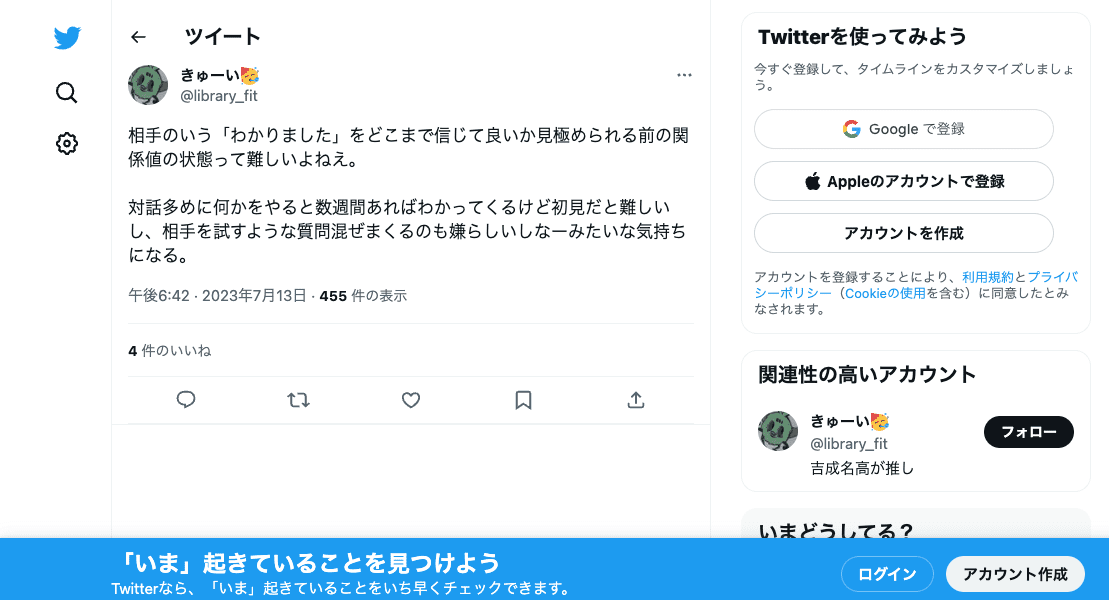 ツイート
きゅーい🥳
@library_fit
相手のいう「わかりました」をどこまで信じて良いか見極められる前の関
係値の状態って難しいよねえ。
対話多めに何かをやると数週間あればわかってくるけど初見だと難しい
し、相手を試すような質問混ぜまくるのも嫌らしいしなーみたいな気持ち
になる。
午後6:42 · 2023年7月13日 · 455 件の表示
4 件のいいね
Twitterを使ってみよう
今すぐ登録して、タイムラインをカスタマイズしましょ
う。
Google で登録
Appleのアカウントで登録
アカウントを作成
アカウントを登録することにより、利用規約とプライバ
シーポリシー（Cookieの使用を含む）に同意したとみ
なされます。
関連性の高いアカウント
きゅーい🥳
@library_fit
フォロー
吉成名高が推し
いまどうしてる？
「いま」起きていることを見つけよう
Twitterなら、「いま」起きていることをいち早くチェックできます。
ログイン
アカウント作成